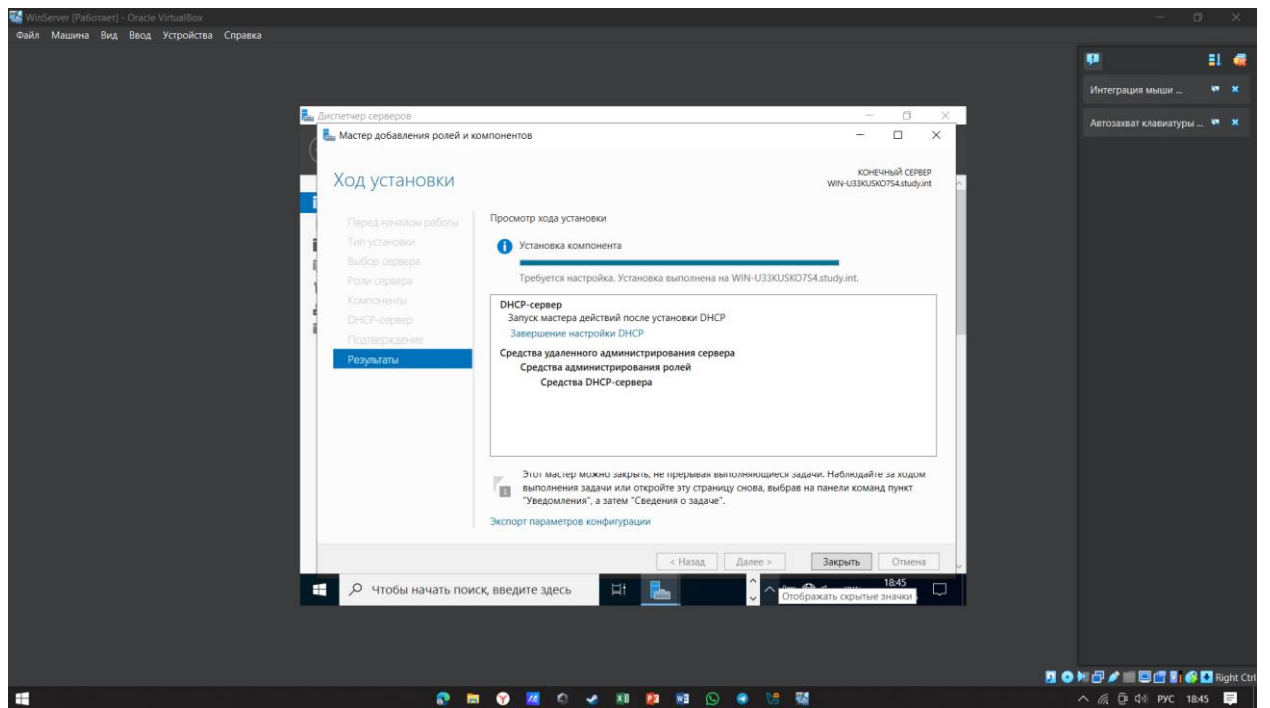 WinServer [Работает] - Oracle VirtualBox
Файл Машина Вид Ввод Устройства Справка
Интеграция мыши ...
Автозахват клавиатуры ...
Диспетчер серверов
Мастер добавления ролей и компонентов
Ход установки
КОНЕЧНЫЙ СЕРВЕР
WIN-U33KUSKO7S4.study.int
Перед началом работы
Тип установки
Выбор сервера
Роли сервера
Компоненты
DHCP-сервер
Подтверждение
Результаты
Просмотр хода установки
Установка компонента
Требуется настройка. Установка выполнена на WIN-U33KUSKO7S4.study.int.
DHCP-сервер
Запуск мастера действий после установки DHCP
Завершение настройки DHCP
Средства удаленного администрирования сервера
Средства администрирования ролей
Средства DHCP-сервера
Этот мастер можно закрыть, не прерывая выполняющиеся задачи. Наблюдайте за ходом
выполнения задачи или откройте эту страницу снова, выбрав на панели команд пункт
"Уведомления", а затем "Сведения о задаче".
Экспорт параметров конфигурации
< Назад Далее > Закрыть Отмена
Чтобы начать поиск, введите здесь
18:45
Отображать скрытые значки
Right Ctrl
РУС 18:45